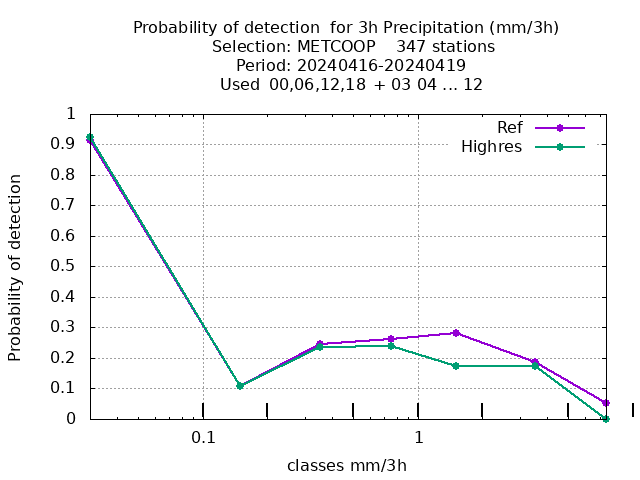 Probability of detection  for 3h Precipitation (mm/3h)
Selection: METCOOP    347 stations
Period: 20240416-20240419
Used  00,06,12,18  + 03 04 ... 12
Ref
Highres
1
0.9
0.8
0.7
0.6
0.5
0.4
0.3
0.2
0.1
0
Probability of detection
0.1
1
classes mm/3h